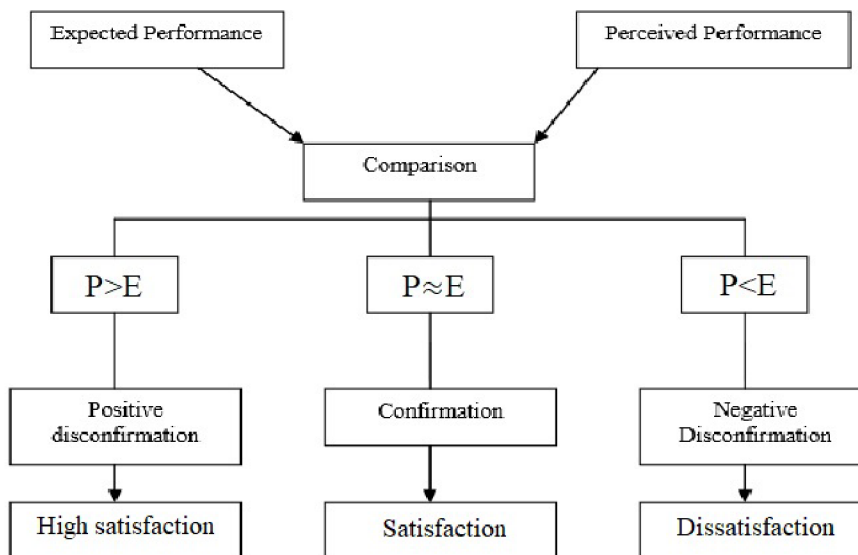 Expected Performance
Perceived Performance
Comparison
P>E
P≈E
P<E
Positive
disconfirmation
Confirmation
Negative
Disconfirmation
High satisfaction
Satisfaction
Dissatisfaction